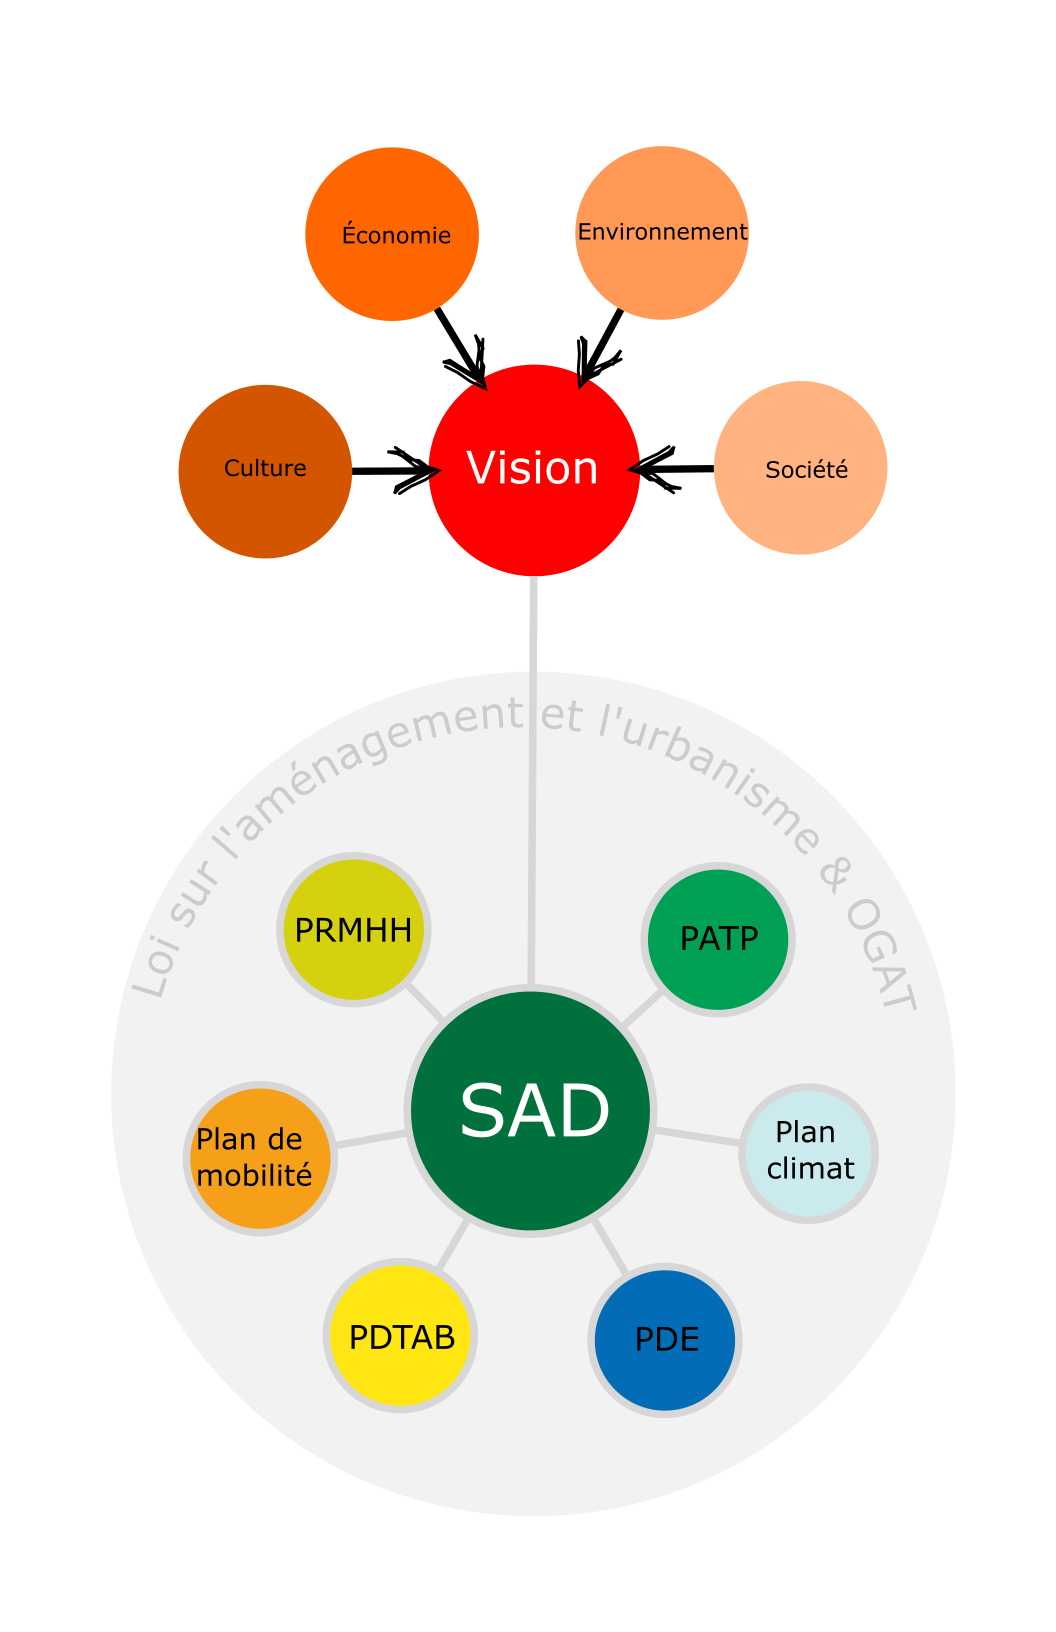 Économie
Environnement
Culture
Vision
Société
Loi sur l'aménagement et l'urbanisme & OGAT
PRMHH
PATP
SAD
Plan de
mobilité
Plan
climat
PDTAB
PDE